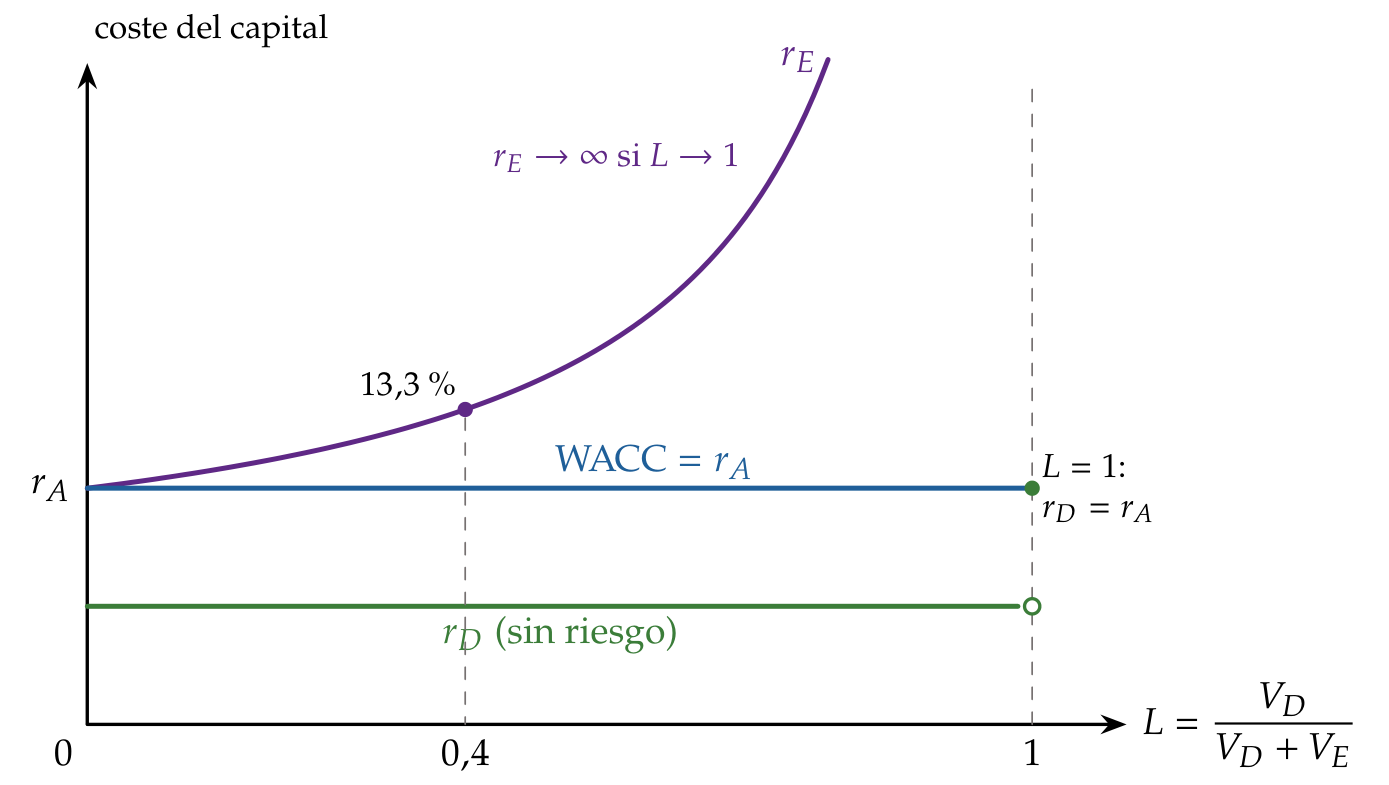 coste del capital
r_E
r_E → ∞ si L → 1
13,3 %
WACC = r_A
r_A
L = 1:
r_D = r_A
r_D (sin riesgo)
L = V_D / (V_D + V_E)
0
0,4
1